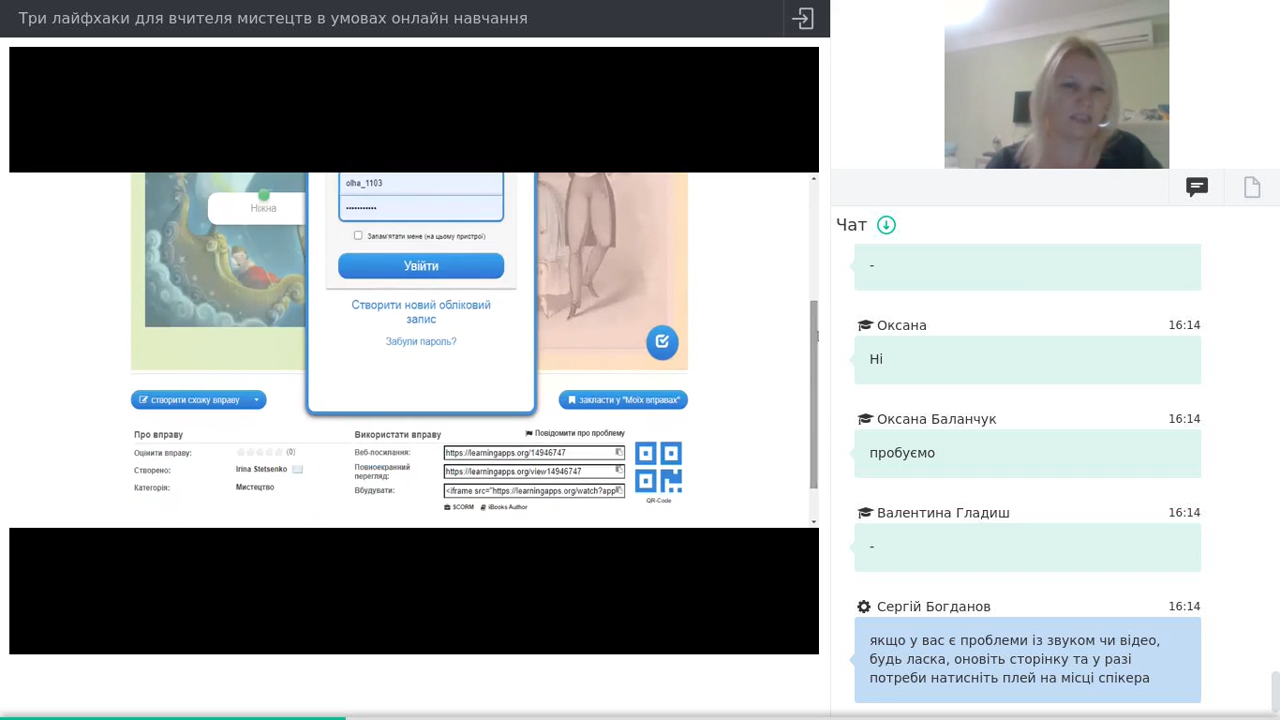 Три лайфхаки для вчителя мистецтв в умовах онлайн навчання
olha_1103
•••••••••••
Ніжна
Запам'ятати мене (на цьому пристрої)
Увійти
Створити новий обліковий
запис
Забули пароль?
створити схожу вправу
закласти у "Моїх вправах"
Про вправу
Оцінити вправу: (0)
Створено: Irina Stetsenko
Категорія: Мистецтво
Використати вправу
Повідомити про проблему
Веб-посилання: https://learningapps.org/14946747
Повноекранний
перегляд: https://learningapps.org/view14946747
Вбудувати: <iframe src="https://learningapps.org/watch?app
SCORM iBooks Author
QR-Code
Чат
-
Оксана 16:14
Ні
Оксана Баланчук 16:14
пробуємо
Валентина Гладиш 16:14
-
Сергій Богданов 16:14
якщо у вас є проблеми із звуком чи відео,
будь ласка, оновіть сторінку та у разі
потреби натисніть плей на місці спікера